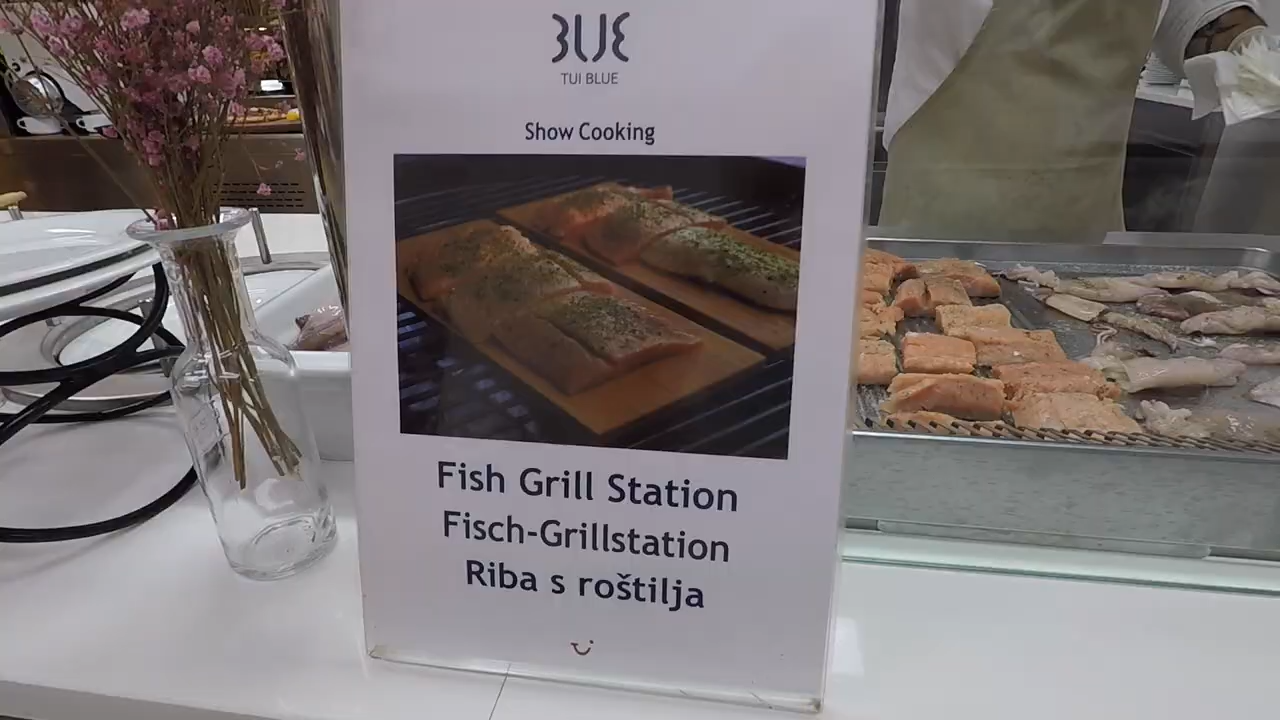 BLUE
TUI BLUE
Show Cooking
Fish Grill Station
Fisch-Grillstation
Riba s roštilja